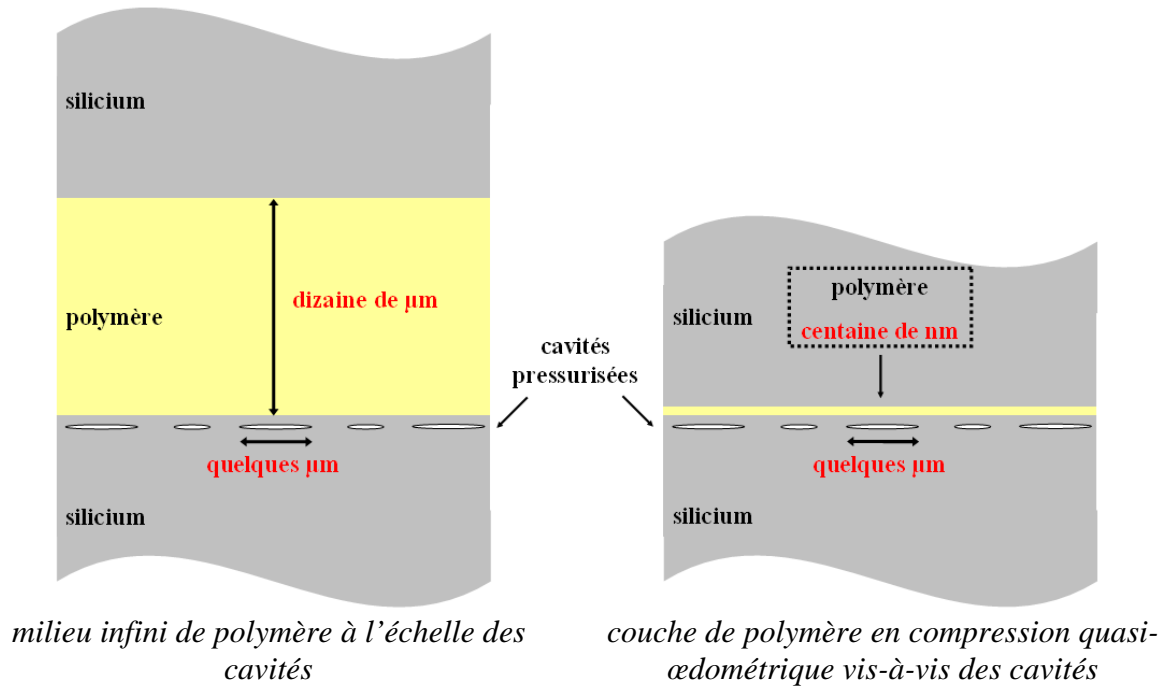 silicium
dizaine de µm
polymère
cavités
pressurisées
quelques µm
silicium
milieu infini de polymère à l'échelle des
cavités
polymère
silicium
centaine de nm
quelques µm
silicium
couche de polymère en compression quasi-
œdométrique vis-à-vis des cavités